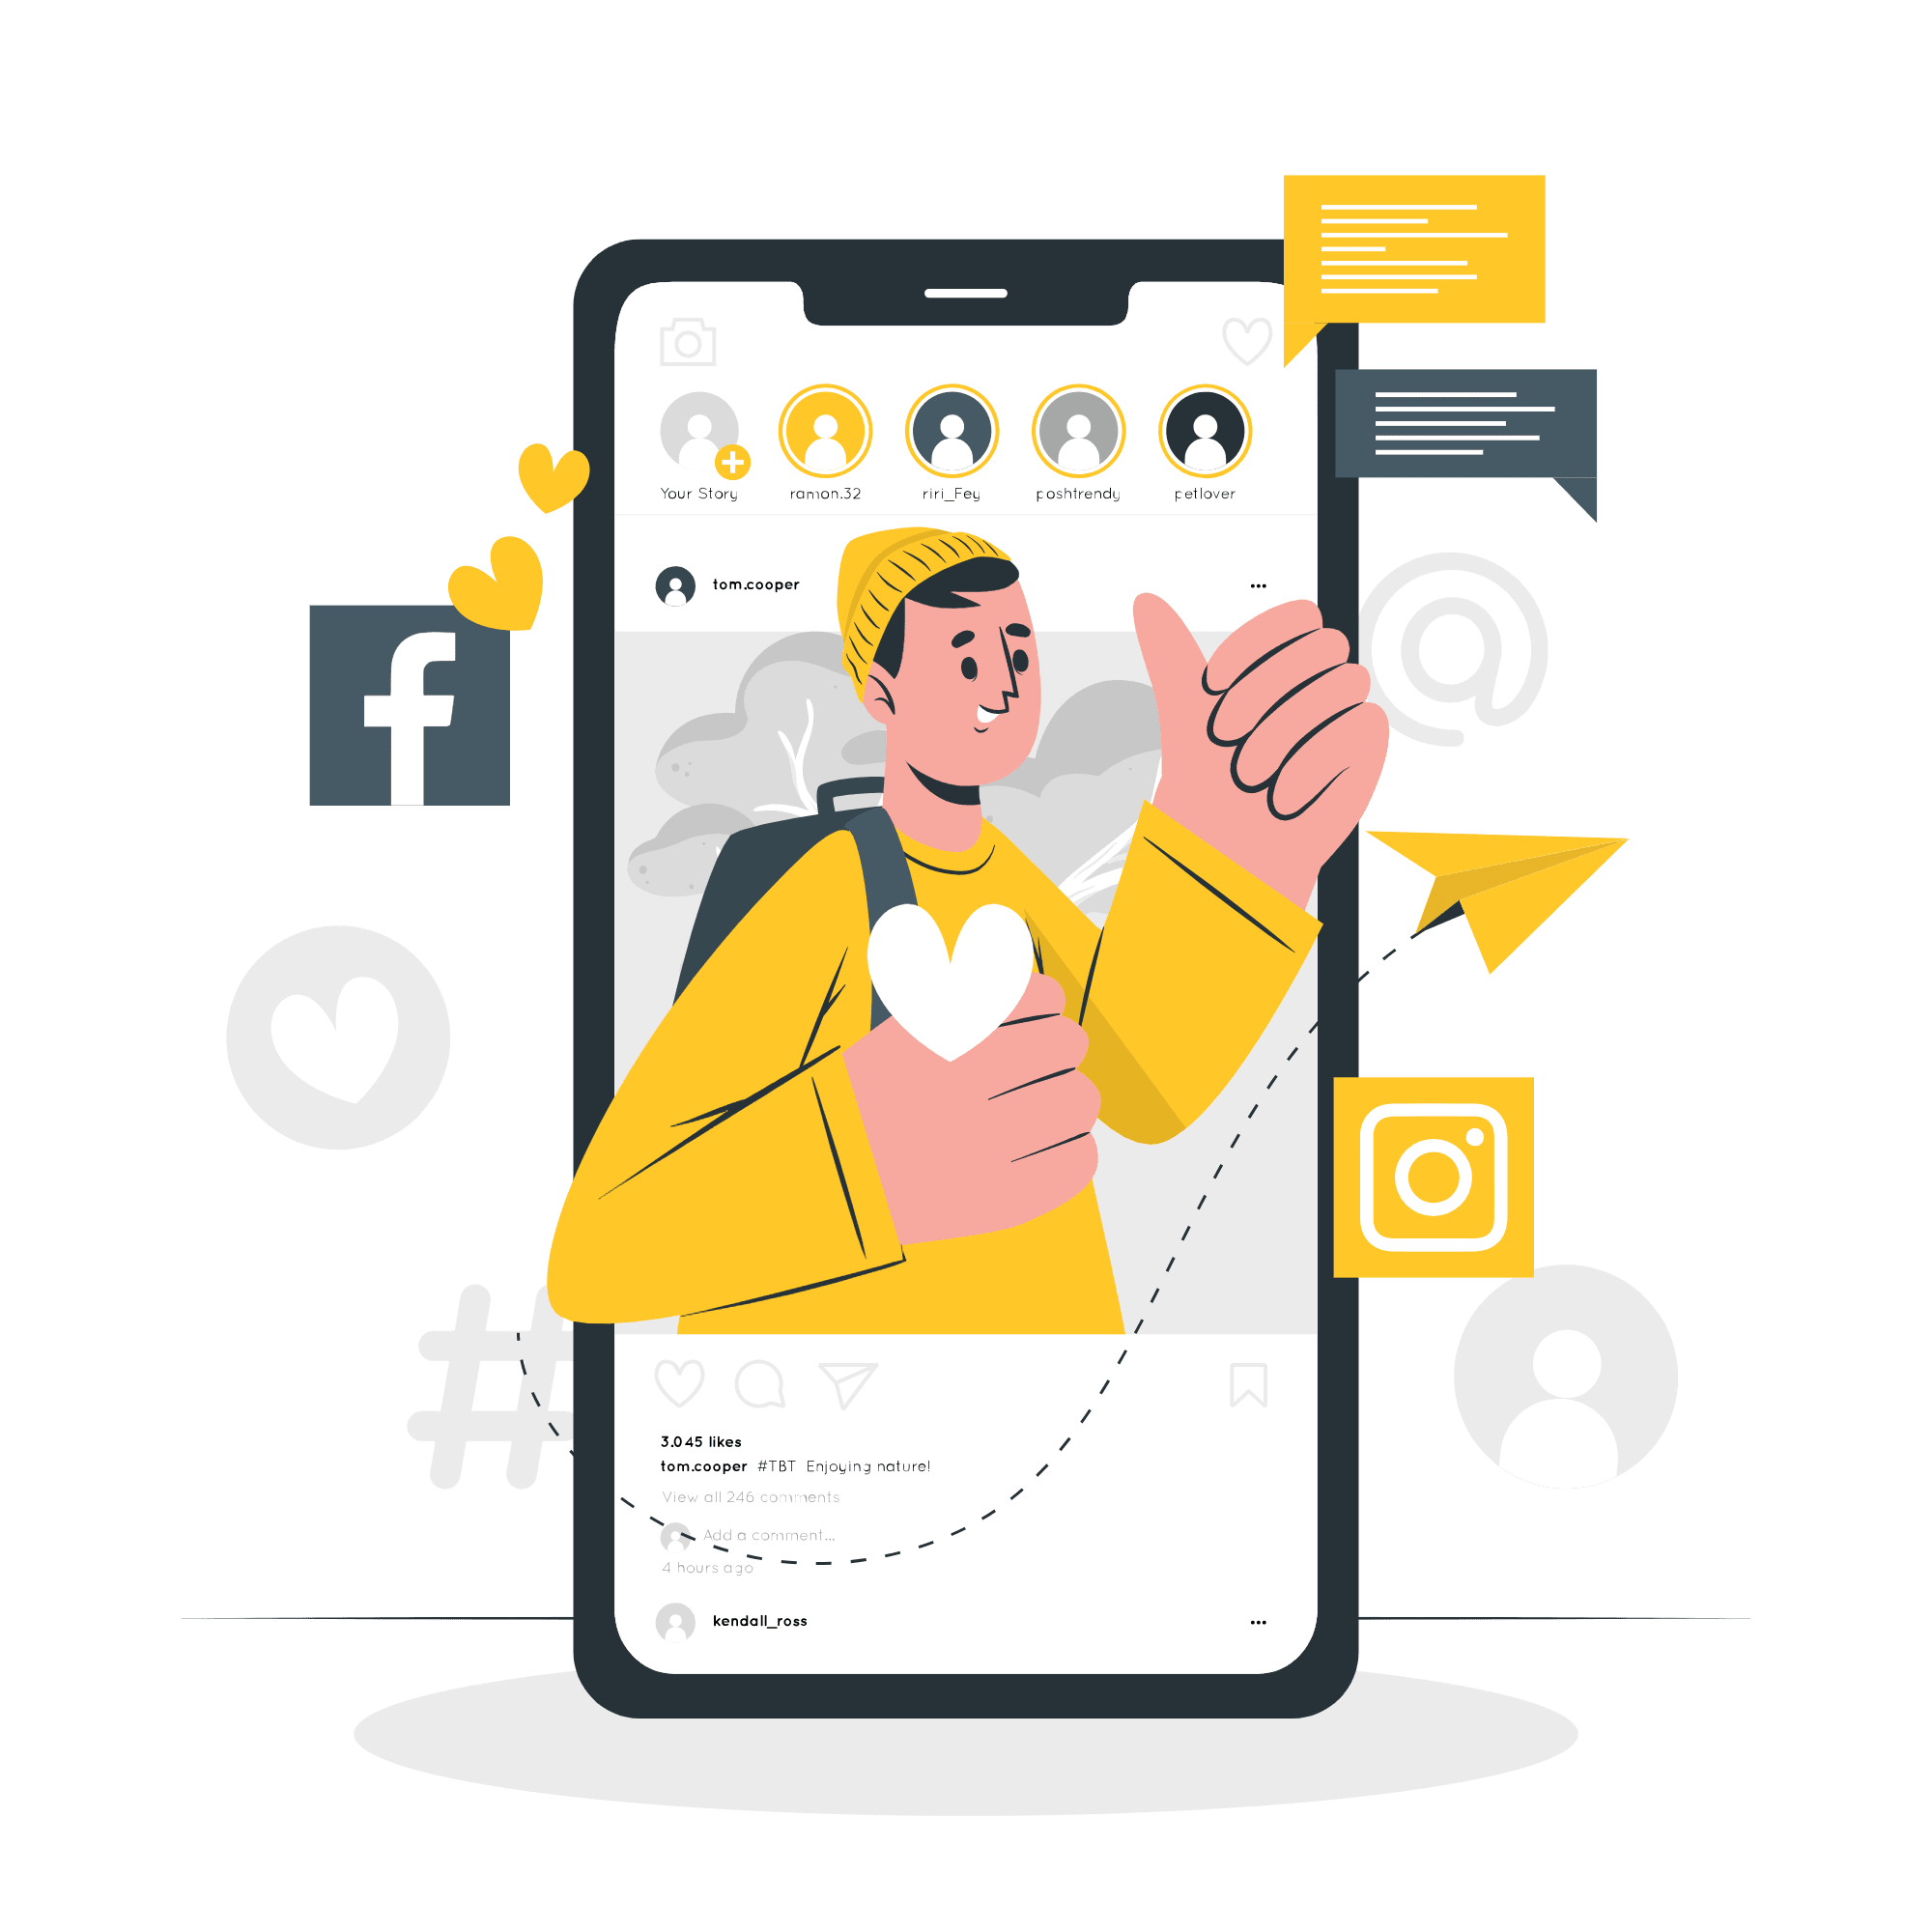 Your Story
ramon.32
riri_Fey
poshtrendy
petlover
tom.cooper
3.045 likes
tom.cooper #TBT Enjoying nature!
View all 246 comments
Add a comment...
4 hours ago
kendall_ross